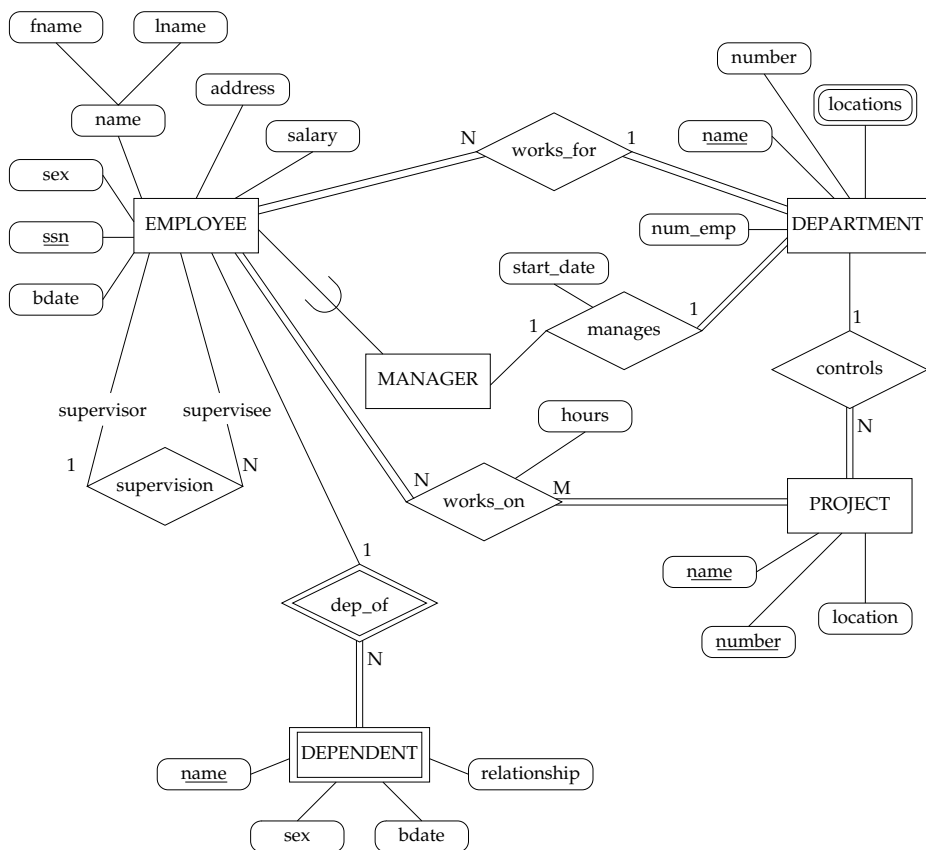 fname
lname
number
address
locations
name
salary
N
1
name
works_for
sex
EMPLOYEE
DEPARTMENT
ssn
num_emp
start_date
bdate
1
1
1
manages
controls
MANAGER
supervisor
supervisee
hours
N
1
N
supervision
N
works_on
M
PROJECT
1
name
dep_of
location
number
N
DEPENDENT
name
relationship
sex
bdate